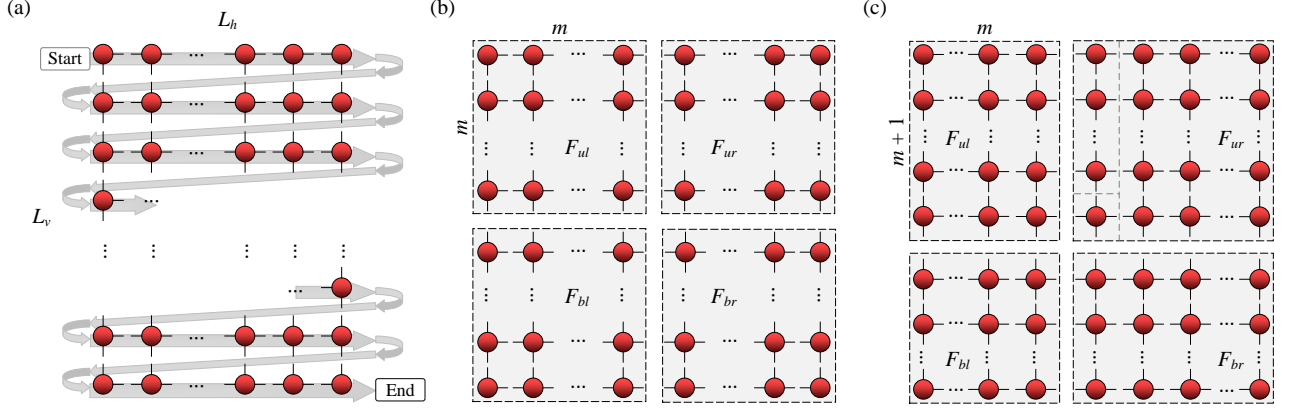 (a)
L_h
Start
L_v
End
(b)
m
m
F_ul
F_ur
F_bl
F_br
(c)
m
m + 1
F_ul
F_ur
F_bl
F_br